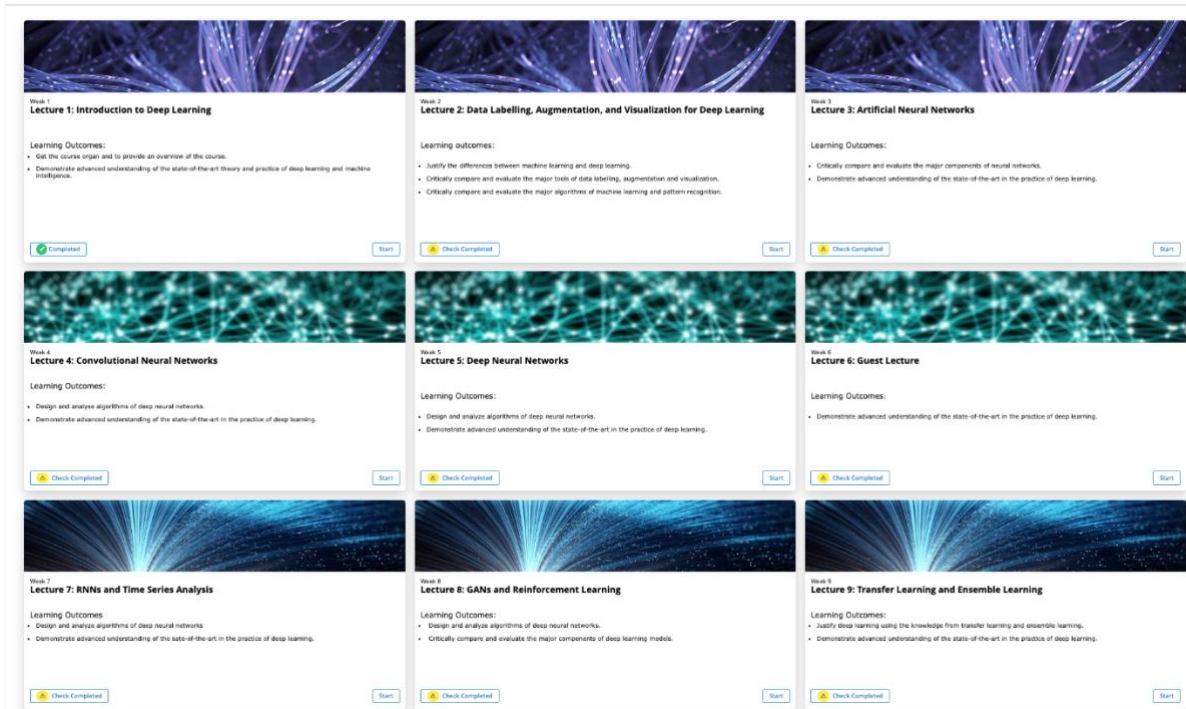 Week 1
Lecture 1: Introduction to Deep Learning
Learning Outcomes:
• Get the course organ and to provide an overview of the course.
• Demonstrate advanced understanding of the state-of-the-art theory and practice of deep learning and machine
intelligence.
Completed
Start
Week 2
Lecture 2: Data Labelling, Augmentation, and Visualization for Deep Learning
Learning outcomes:
• Justify the differences between machine learning and deep learning.
• Critically compare and evaluate the major tools of data labelling, augmentation and visualization.
• Critically compare and evaluate the major algorithms of machine learning and pattern recognition.
Check Completed
Start
Week 3
Lecture 3: Artificial Neural Networks
Learning Outcomes:
• Critically compare and evaluate the major components of neural networks.
• Demonstrate advanced understanding of the state-of-the-art in the practice of deep learning.
Check Completed
Start
Week 4
Lecture 4: Convolutional Neural Networks
Learning Outcomes:
• Design and analyse algorithms of deep neural networks.
• Demonstrate advanced understanding of the state-of-the-art in the practice of deep learning.
Check Completed
Start
Week 5
Lecture 5: Deep Neural Networks
Learning Outcomes:
• Design and analyze algorithms of deep neural networks.
• Demonstrate advanced understanding of the state-of-the-art in the practice of deep learning.
Check Completed
Start
Week 6
Lecture 6: Guest Lecture
Learning Outcomes:
• Demonstrate advanced understanding of the state-of-the-art in the practice of deep learning.
Check Completed
Start
Week 7
Lecture 7: RNNs and Time Series Analysis
Learning Outcomes
• Design and analyze algorithms of deep neural networks
• Demonstrate advanced understanding of the sate-of-the-art in the practice of deep learning.
Check Completed
Start
Week 8
Lecture 8: GANs and Reinforcement Learning
Learning Outcomes:
• Design and analyze algorithms of deep neural networks.
• Critically compare and evaluate the major components of deep learning models.
Check Completed
Start
Week 9
Lecture 9: Transfer Learning and Ensemble Learning
Learning Outcomes:
• Justify deep learning using the knowledge from transfer learning and ensemble learning.
• Demonstrate advanced understanding of the state-of-the-art in the practice of deep learning.
Check Completed
Start